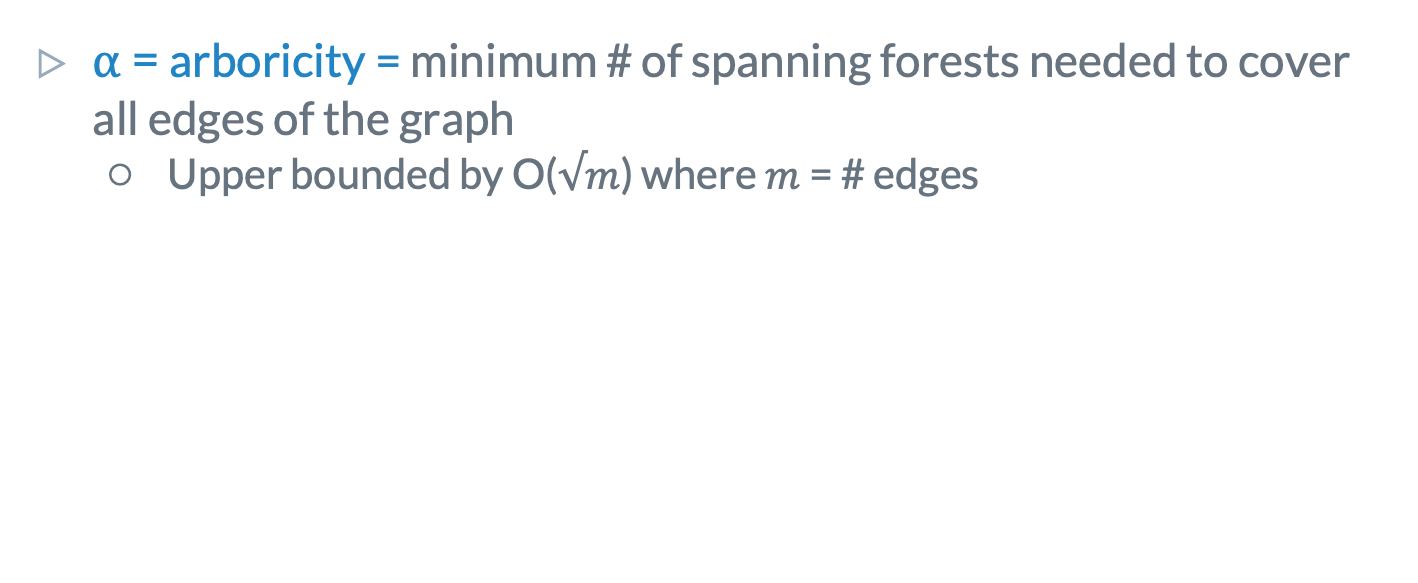 ▷ α = arboricity = minimum # of spanning forests needed to cover
all edges of the graph
○ Upper bounded by O(√m) where m = # edges